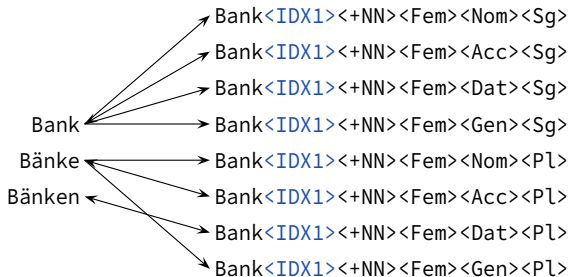 Bank<IDX1><+NN><Fem><Nom><Sg>
Bank<IDX1><+NN><Fem><Acc><Sg>
Bank<IDX1><+NN><Fem><Dat><Sg>
Bank Bank<IDX1><+NN><Fem><Gen><Sg>
Bänke Bank<IDX1><+NN><Fem><Nom><Pl>
Bänken Bank<IDX1><+NN><Fem><Acc><Pl>
Bank<IDX1><+NN><Fem><Dat><Pl>
Bank<IDX1><+NN><Fem><Gen><Pl>